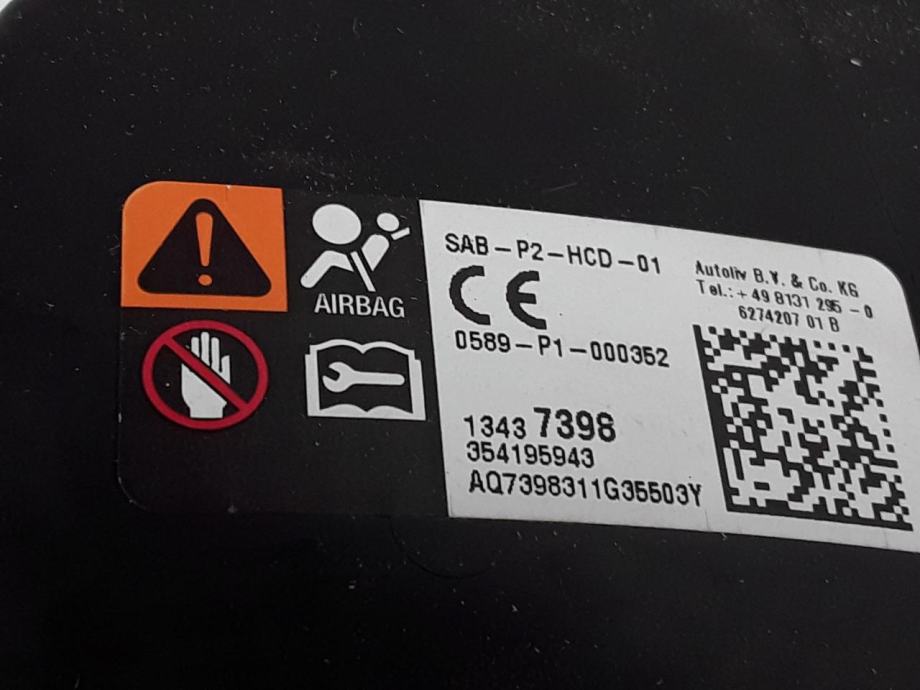 AIRBAG
SAB-P2-HCD-01
CE
0589-P1-000352
1343 7398
354195943
AQ7398311G35503Y
Autoliv B.V. & Co. KG
Tel.: + 49 8131 295 - 0
6274207 01 B